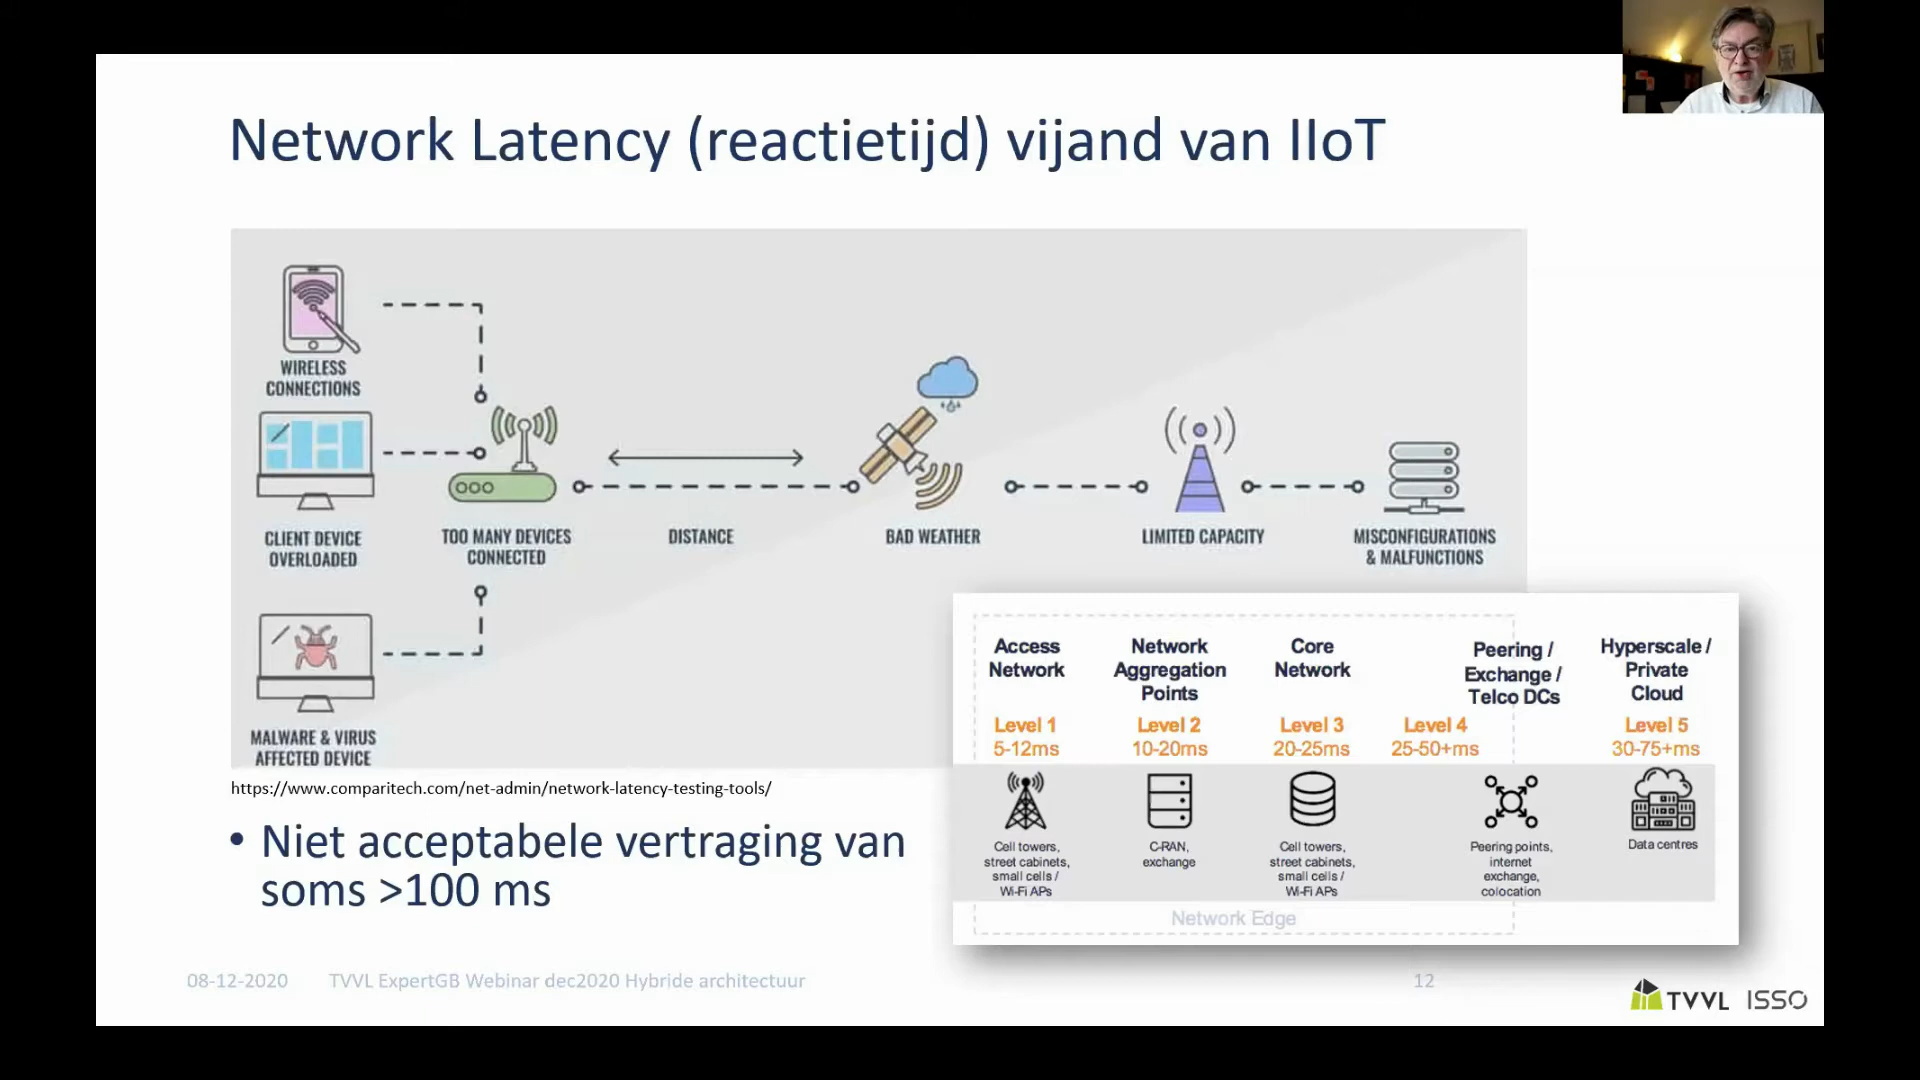 Network Latency (reactietijd) vijand van IIoT
WIRELESS
CONNECTIONS
CLIENT DEVICE
OVERLOADED
TOO MANY DEVICES
CONNECTED
DISTANCE
BAD WEATHER
LIMITED CAPACITY
MISCONFIGURATIONS
& MALFUNCTIONS
MALWARE & VIRUS
AFFECTED DEVICE
https://www.comparitech.com/net-admin/network-latency-testing-tools/
• Niet acceptabele vertraging van
soms >100 ms
Access
Network
Level 1
5-12ms
Cell towers,
street cabinets,
small cells /
Wi-Fi APs
Network
Aggregation
Points
Level 2
10-20ms
C-RAN,
exchange
Core
Network
Level 3
20-25ms
Cell towers,
street cabinets,
small cells /
Wi-Fi APs
Level 4
25-50+ms
Peering /
Exchange /
Telco DCs
Peering points,
internet
exchange,
colocation
Hyperscale /
Private
Cloud
Level 5
30-75+ms
Data centres
Network Edge
08-12-2020
TVVL ExpertGB Webinar dec2020 Hybride architectuur
12
TVVL ISSO